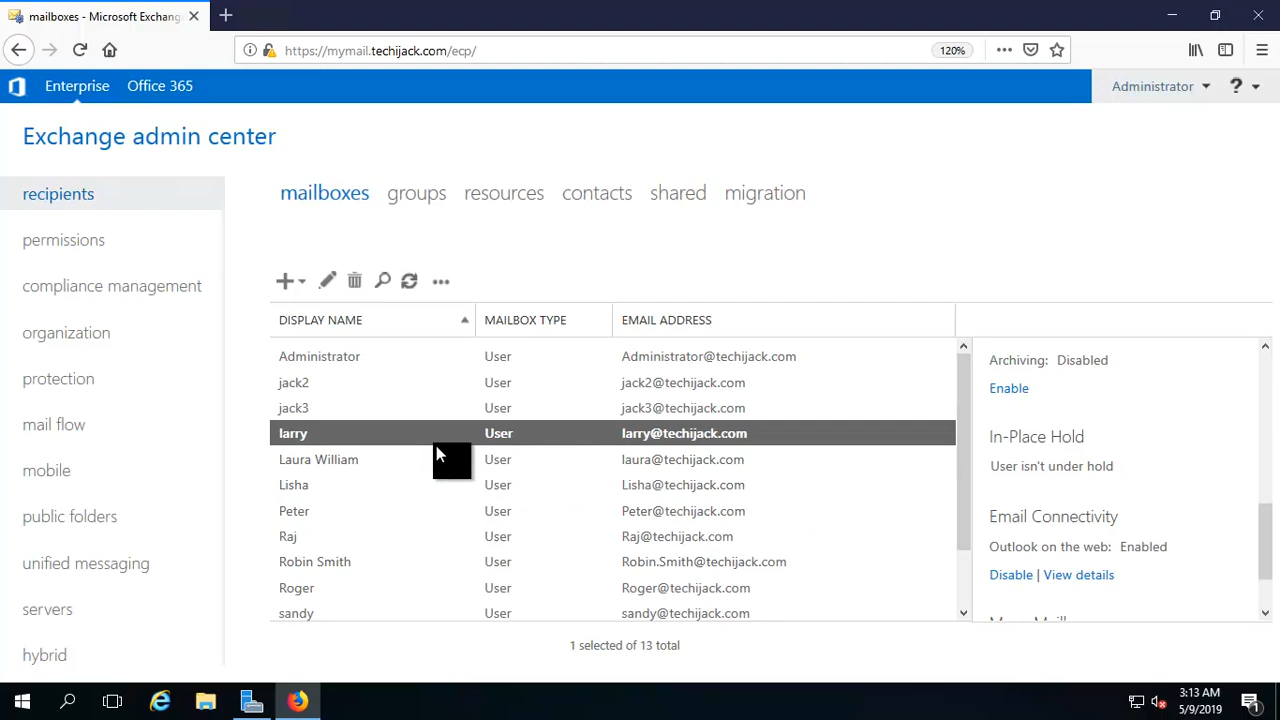 mailboxes - Microsoft Exchang
https://mymail.techijack.com/ecp/
120%
Enterprise
Office 365
Administrator
?
Exchange admin center
recipients
permissions
compliance management
organization
protection
mail flow
mobile
public folders
unified messaging
servers
hybrid
mailboxes
groups
resources
contacts
shared
migration
DISPLAY NAME MAILBOX TYPE EMAIL ADDRESS
Administrator User Administrator@techijack.com
jack2 User jack2@techijack.com
jack3 User jack3@techijack.com
larry User larry@techijack.com
Laura William User laura@techijack.com
Lisha User Lisha@techijack.com
Peter User Peter@techijack.com
Raj User Raj@techijack.com
Robin Smith User Robin.Smith@techijack.com
Roger User Roger@techijack.com
sandy User sandy@techijack.com
1 selected of 13 total
Archiving: Disabled
Enable
In-Place Hold
User isn't under hold
Email Connectivity
Outlook on the web: Enabled
Disable | View details
3:13 AM
5/9/2019
1